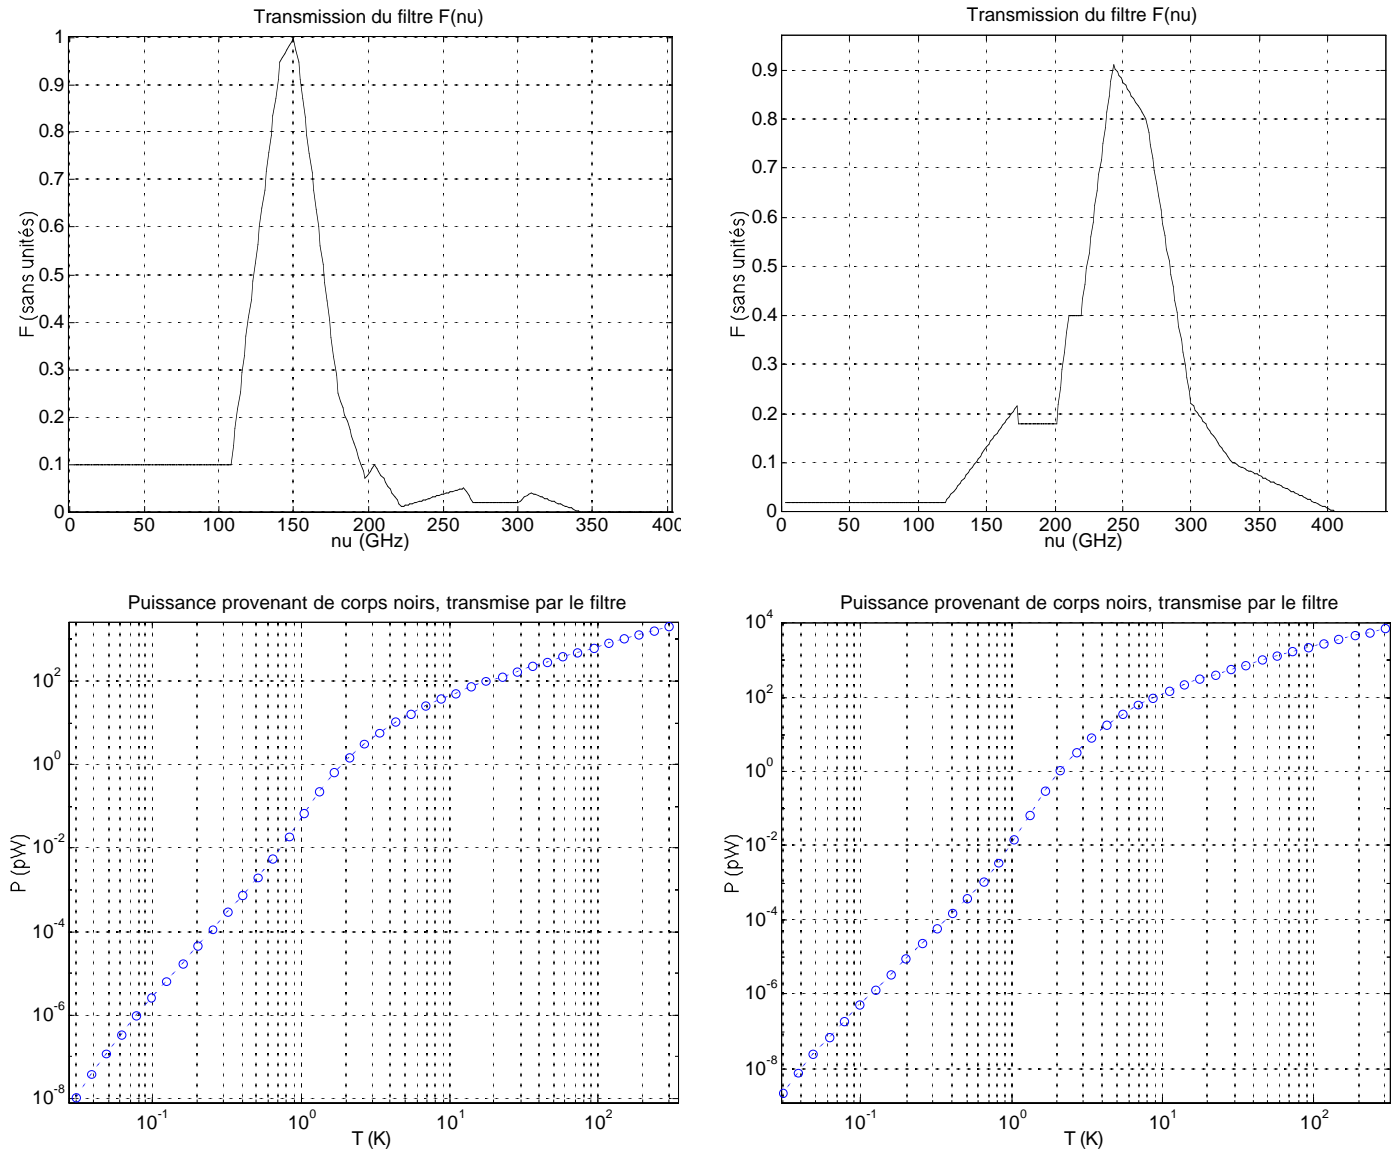 Transmission du filtre F(nu)
1
0.9
0.8
0.7
0.6
0.5
0.4
0.3
0.2
0.1
0
F (sans unités)
0 50 100 150 200 250 300 350 400
nu (GHz)
Transmission du filtre F(nu)
0.9
0.8
0.7
0.6
0.5
0.4
0.3
0.2
0.1
0
F (sans unités)
0 50 100 150 200 250 300 350 400
nu (GHz)
Puissance provenant de corps noirs, transmise par le filtre
10^2
10^0
10^-2
10^-4
10^-6
10^-8
P (pW)
10^-1 10^0 10^1 10^2
T (K)
Puissance provenant de corps noirs, transmise par le filtre
10^4
10^2
10^0
10^-2
10^-4
10^-6
10^-8
P (pW)
10^-1 10^0 10^1 10^2
T (K)